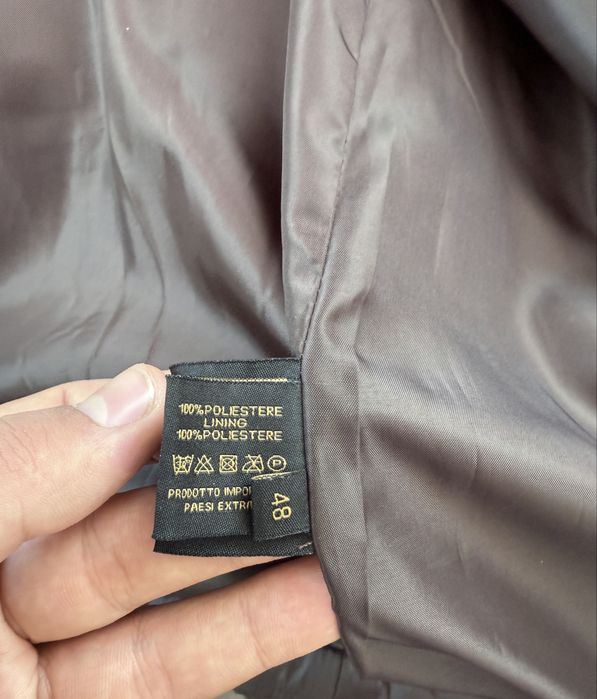 100%POLIESTERE
LINING
100%POLIESTERE
P
PRODOTTO
PAESI
48